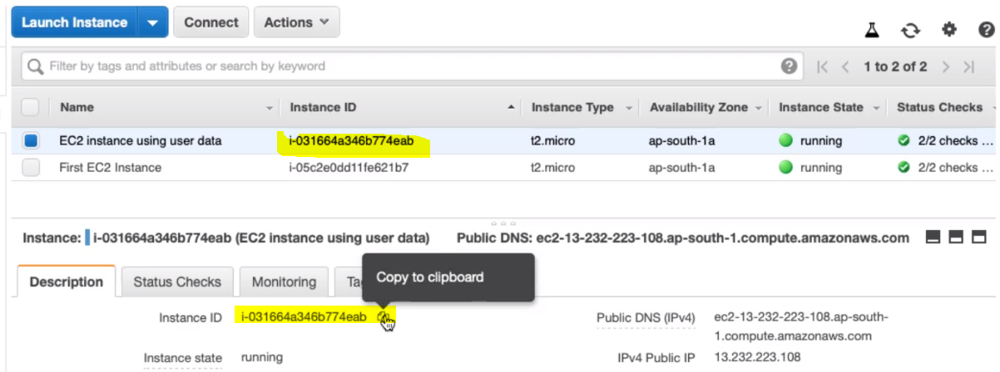 Launch Instance Connect Actions
Filter by tags and attributes or search by keyword ? 1 to 2 of 2
Name Instance ID Instance Type Availability Zone Instance State Status Checks
EC2 instance using user data i-031664a346b774eab t2.micro ap-south-1a running 2/2 checks ...
First EC2 Instance i-05c2e0dd11fe621b7 t2.micro ap-south-1a running 2/2 checks ...
Instance: i-031664a346b774eab (EC2 instance using user data) Public DNS: ec2-13-232-223-108.ap-south-1.compute.amazonaws.com
Copy to clipboard
Description Status Checks Monitoring
Instance ID i-031664a346b774eab Public DNS (IPv4) ec2-13-232-223-108.ap-south-
1.compute.amazonaws.com
Instance state running IPv4 Public IP 13.232.223.108